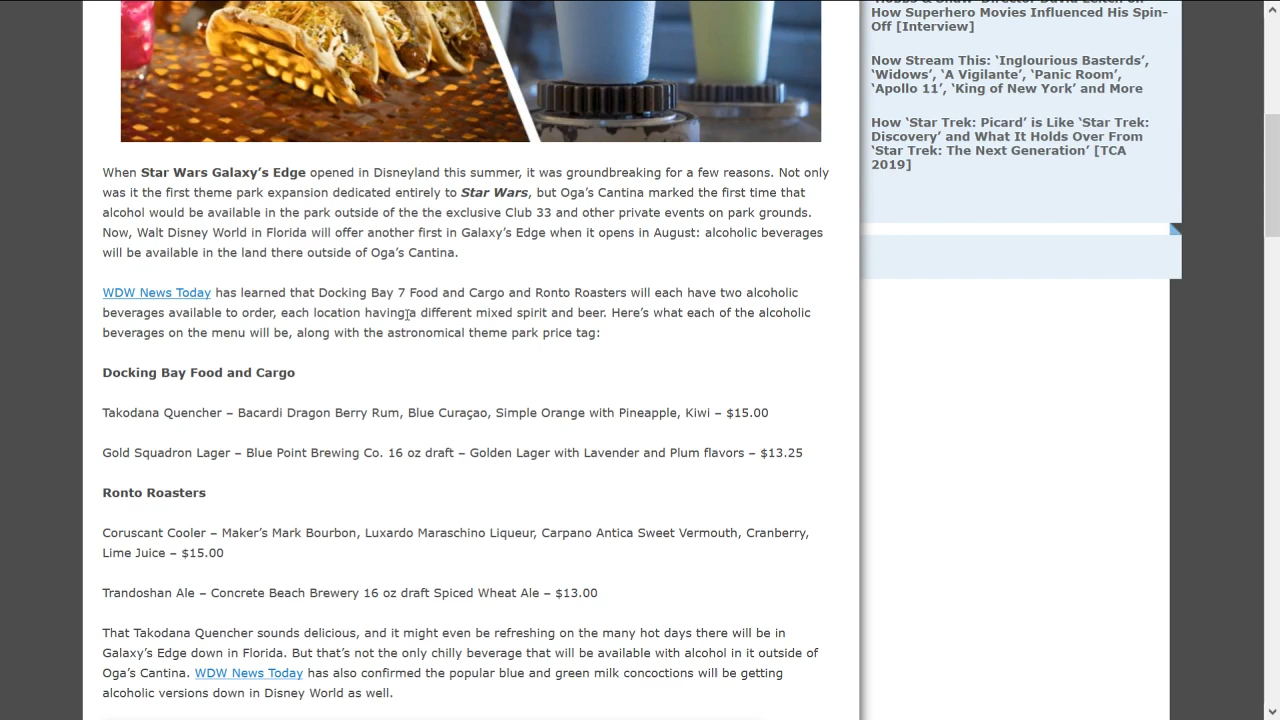 How Superhero Movies Influenced His Spin-
Off [Interview]
Now Stream This: ‘Inglourious Basterds’,
‘Widows’, ‘A Vigilante’, ‘Panic Room’,
‘Apollo 11’, ‘King of New York’ and More
How ‘Star Trek: Picard’ is Like ‘Star Trek:
Discovery’ and What It Holds Over From
‘Star Trek: The Next Generation’ [TCA
2019]
When Star Wars Galaxy’s Edge opened in Disneyland this summer, it was groundbreaking for a few reasons. Not only
was it the first theme park expansion dedicated entirely to Star Wars, but Oga’s Cantina marked the first time that
alcohol would be available in the park outside of the the exclusive Club 33 and other private events on park grounds.
Now, Walt Disney World in Florida will offer another first in Galaxy’s Edge when it opens in August: alcoholic beverages
will be available in the land there outside of Oga’s Cantina.
WDW News Today has learned that Docking Bay 7 Food and Cargo and Ronto Roasters will each have two alcoholic
beverages available to order, each location having a different mixed spirit and beer. Here’s what each of the alcoholic
beverages on the menu will be, along with the astronomical theme park price tag:
Docking Bay Food and Cargo
Takodana Quencher – Bacardi Dragon Berry Rum, Blue Curaçao, Simple Orange with Pineapple, Kiwi – $15.00
Gold Squadron Lager – Blue Point Brewing Co. 16 oz draft – Golden Lager with Lavender and Plum flavors – $13.25
Ronto Roasters
Coruscant Cooler – Maker’s Mark Bourbon, Luxardo Maraschino Liqueur, Carpano Antica Sweet Vermouth, Cranberry,
Lime Juice – $15.00
Trandoshan Ale – Concrete Beach Brewery 16 oz draft Spiced Wheat Ale – $13.00
That Takodana Quencher sounds delicious, and it might even be refreshing on the many hot days there will be in
Galaxy’s Edge down in Florida. But that’s not the only chilly beverage that will be available with alcohol in it outside of
Oga’s Cantina. WDW News Today has also confirmed the popular blue and green milk concoctions will be getting
alcoholic versions down in Disney World as well.